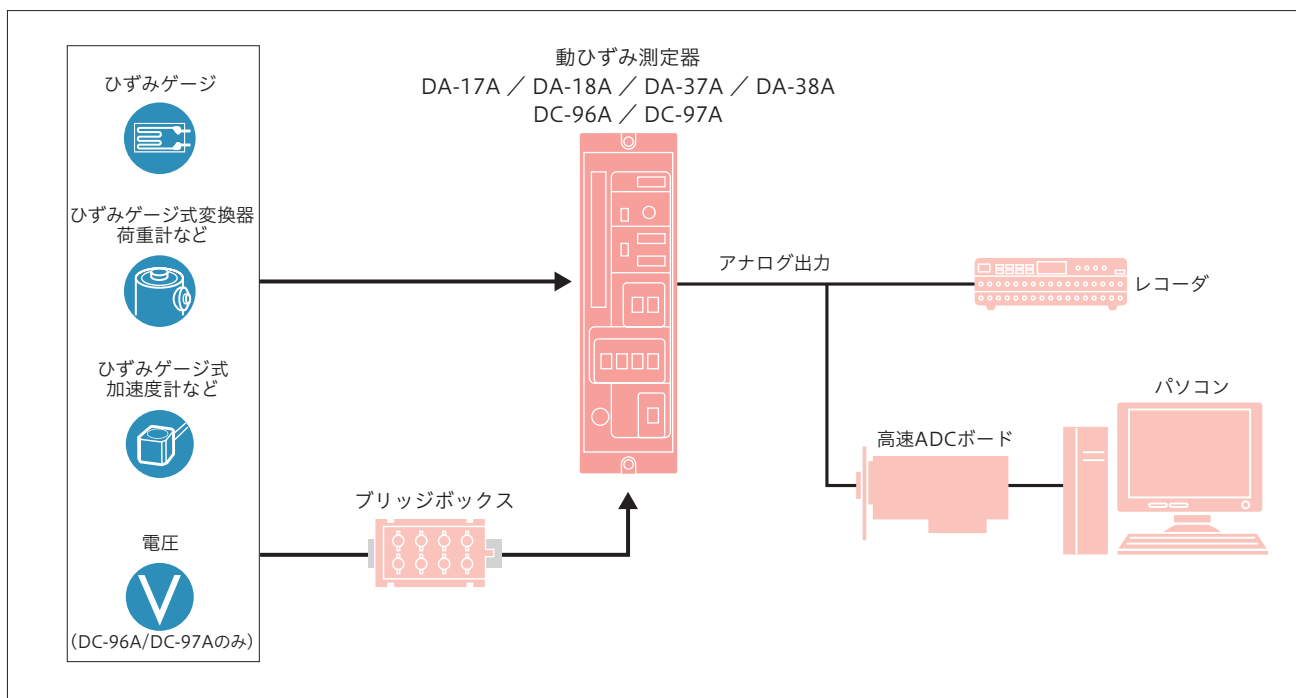 動ひずみ測定器
DA-17A ／ DA-18A ／ DA-37A ／ DA-38A
DC-96A ／ DC-97A
ひずみゲージ
ひずみゲージ式変換器
荷重計など
ひずみゲージ式
加速度計など
電圧
V
(DC-96A/DC-97Aのみ)
ブリッジボックス
アナログ出力
レコーダ
高速ADCボード
パソコン